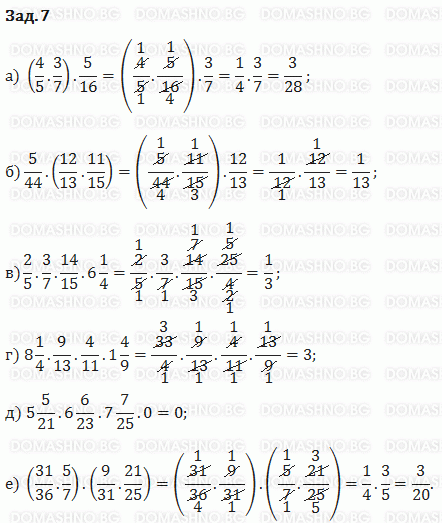 Зад.7
а) (4/5 . 3/7) . 5/16 = (4/5 . 5/16) . 3/7 = 1/4 . 3/7 = 3/28;
б) 5/44 . (12/13 . 11/15) = (5/44 . 11/15) . 12/13 = 1/12 . 12/13 = 1/13;
в) 2/5 . 3/7 . 14/15 . 6 1/4 = 2/5 . 3/7 . 14/15 . 25/4 = 1/3;
г) 8 1/4 . 9/13 . 4/11 . 1 4/9 = 33/4 . 9/13 . 4/11 . 13/9 = 3;
д) 5 5/21 . 6 6/23 . 7 7/25 . 0 = 0;
е) (31/36 . 5/7) . (9/31 . 21/25) = (31/36 . 9/31) . (5/7 . 21/25) = 1/4 . 3/5 = 3/20.
DOMASHNO.BG